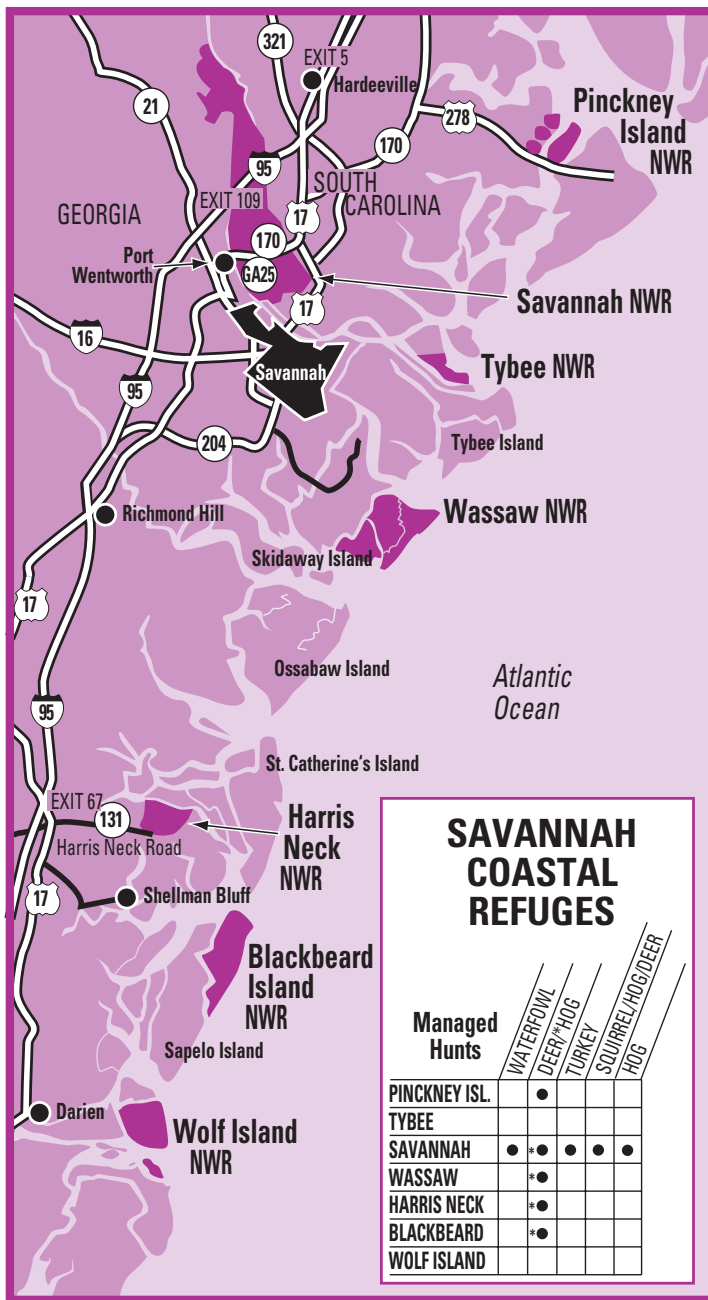 321
EXIT 5
Hardeeville
21
278
Pinckney
Island
NWR
170
95
SOUTH
CAROLINA
GEORGIA
EXIT 109
17
170
Port
Wentworth
GA25
17
Savannah NWR
16
Savannah
Tybee NWR
95
204
Tybee Island
Richmond Hill
Wassaw NWR
Skidaway Island
17
Ossabaw Island
Atlantic
Ocean
95
St. Catherine's Island
EXIT 67
131
Harris Neck Road
Harris
Neck
NWR
17
Shellman Bluff
Blackbeard
Island
NWR
Sapelo Island
Darien
Wolf Island
NWR
SAVANNAH
COASTAL
REFUGES
Managed
Hunts
WATERFOWL
DEER/*HOG
TURKEY
SQUIRREL/HOG/DEER
HOG
PINCKNEY ISL. ●
TYBEE
SAVANNAH ● *● ● ● ●
WASSAW *●
HARRIS NECK *●
BLACKBEARD *●
WOLF ISLAND